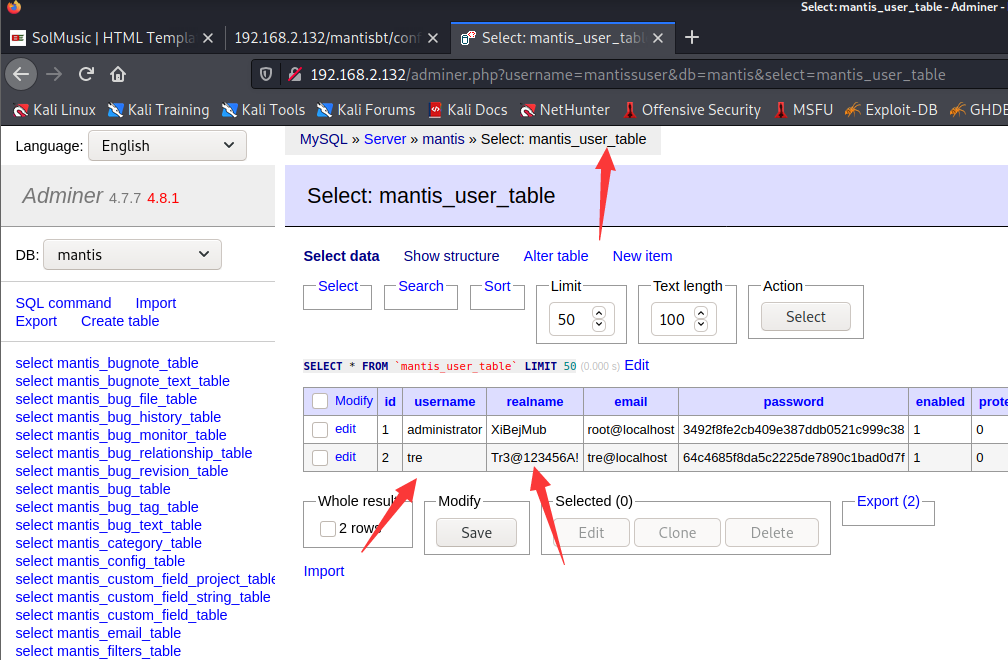 Select: mantis_user_table - Adminer -
SolMusic | HTML Templa
192.168.2.132/mantisbt/conf
Select: mantis_user_tabl
192.168.2.132/adminer.php?username=mantissuser&db=mantis&select=mantis_user_table
Kali Linux Kali Training Kali Tools Kali Forums Kali Docs NetHunter Offensive Security MSFU Exploit-DB GHDB
Language: English
MySQL » Server » mantis » Select: mantis_user_table
Adminer 4.7.7 4.8.1
Select: mantis_user_table
DB: mantis
Select data Show structure Alter table New item
SQL command Import
Export Create table
Select Search Sort Limit Text length Action
50 100 Select
SELECT * FROM `mantis_user_table` LIMIT 50 (0.000 s) Edit
Modify id username realname email password enabled prote
edit 1 administrator XiBejMub root@localhost 3492f8fe2cb409e387ddb0521c999c38 1 0
edit 2 tre Tr3@123456A! tre@localhost 64c4685f8da5c2225de7890c1bad0d7f 1 0
Whole result Modify Selected (0) Export (2)
2 rows Save Edit Clone Delete
Import
select mantis_bugnote_table
select mantis_bugnote_text_table
select mantis_bug_file_table
select mantis_bug_history_table
select mantis_bug_monitor_table
select mantis_bug_relationship_table
select mantis_bug_revision_table
select mantis_bug_table
select mantis_bug_tag_table
select mantis_bug_text_table
select mantis_category_table
select mantis_config_table
select mantis_custom_field_project_table
select mantis_custom_field_string_table
select mantis_custom_field_table
select mantis_email_table
select mantis_filters_table